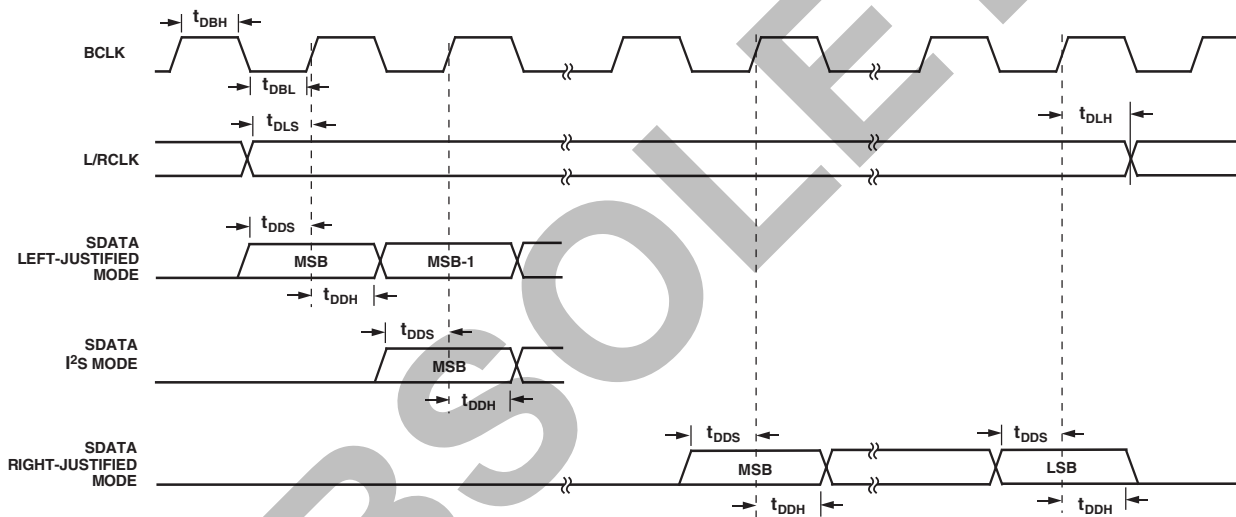 tDBH
BCLK
tDBL
tDLS
tDLH
L/RCLK
tDDS
SDATA
LEFT-JUSTIFIED
MODE
MSB
MSB-1
tDDH
tDDS
SDATA
I²S MODE
MSB
tDDH
SDATA
RIGHT-JUSTIFIED
MODE
tDDS
tDDS
MSB
LSB
tDDH
tDDH
BSOLE